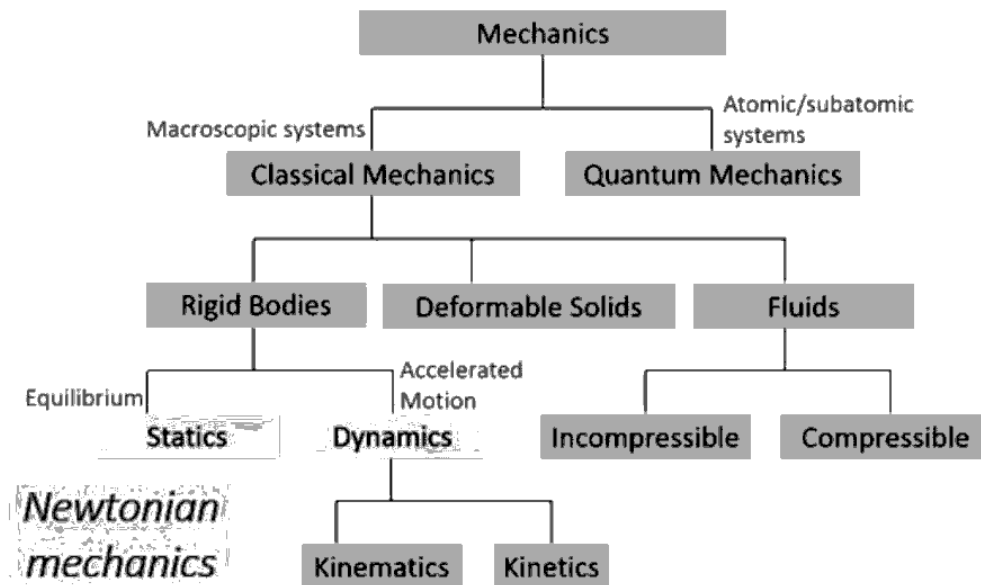 Mechanics
Macroscopic systems
Atomic/subatomic
systems
Classical Mechanics
Quantum Mechanics
Rigid Bodies
Deformable Solids
Fluids
Equilibrium
Accelerated
Motion
Statics
Dynamics
Incompressible
Compressible
Newtonian
mechanics
Kinematics
Kinetics